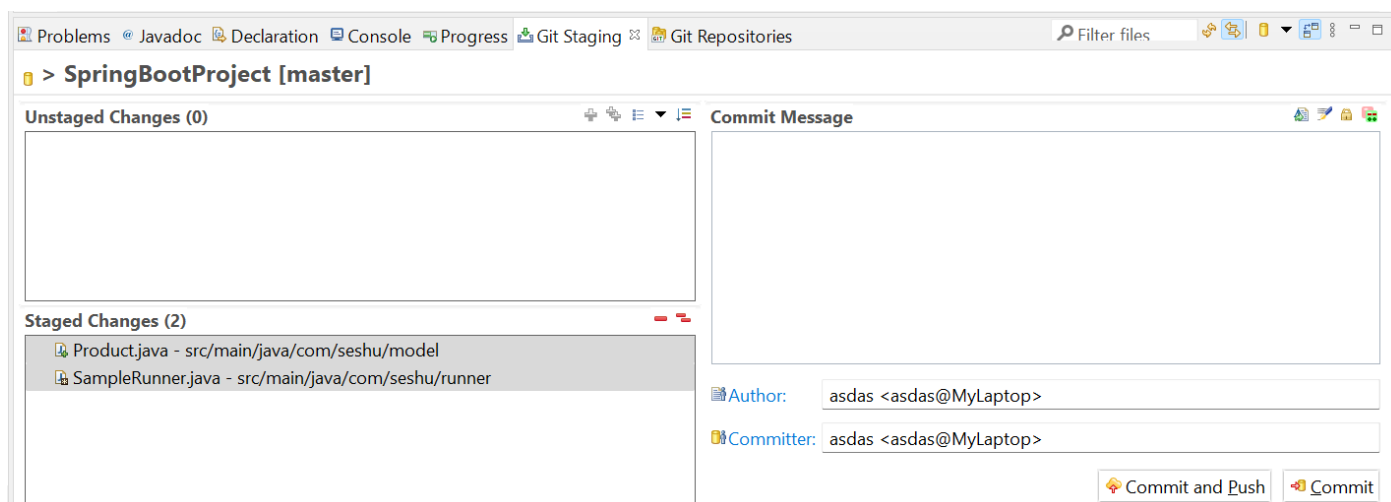 Problems @ Javadoc Declaration Console Progress Git Staging Git Repositories Filter files
> SpringBootProject [master]
Unstaged Changes (0)
Commit Message
Staged Changes (2)
Product.java - src/main/java/com/seshu/model
SampleRunner.java - src/main/java/com/seshu/runner
Author: asdas <asdas@MyLaptop>
Committer: asdas <asdas@MyLaptop>
Commit and Push Commit